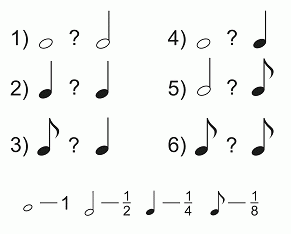 1) 𝅝 ? 𝅗𝅥 4) 𝅝 ? ♩
2) ♩ ? ♩ 5) 𝅗𝅥 ? ♪
3) ♪ ? ♩ 6) ♪ ? ♪
𝅝 — 1 𝅗𝅥 — 1/2 ♩ — 1/4 ♪ — 1/8